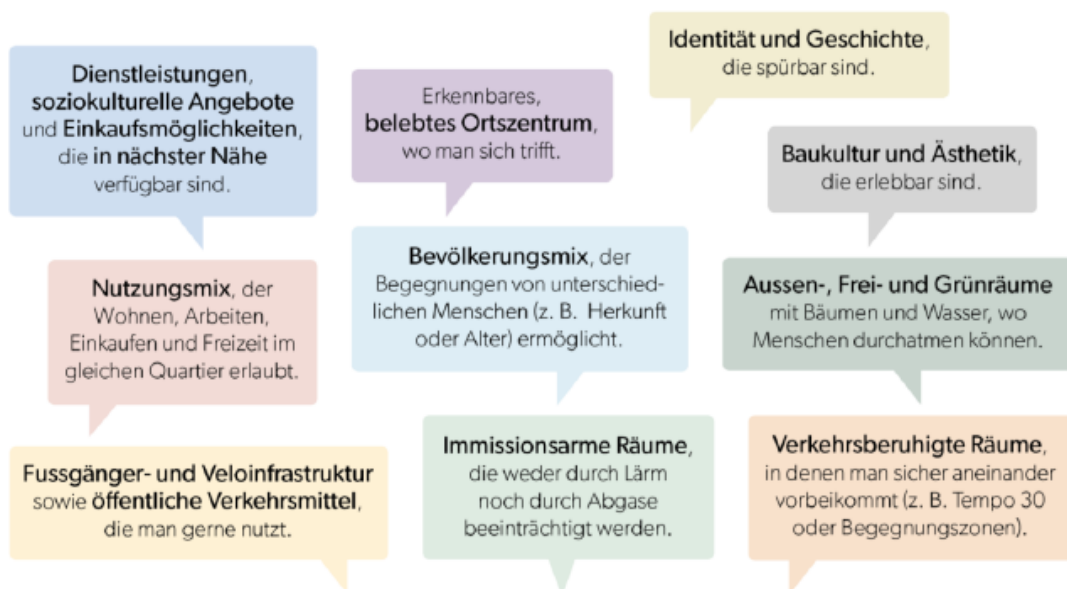 Dienstleistungen,
soziokulturelle Angebote
und Einkaufsmöglichkeiten,
die in nächster Nähe
verfügbar sind.
Erkennbares,
belebtes Ortszentrum,
wo man sich trifft.
Identität und Geschichte,
die spürbar sind.
Baukultur und Ästhetik,
die erlebbar sind.
Nutzungsmix, der
Wohnen, Arbeiten,
Einkaufen und Freizeit im
gleichen Quartier erlaubt.
Bevölkerungsmix, der
Begegnungen von unterschied-
lichen Menschen (z. B. Herkunft
oder Alter) ermöglicht.
Aussen-, Frei- und Grünräume
mit Bäumen und Wasser, wo
Menschen durchatmen können.
Fussgänger- und Veloinfrastruktur
sowie öffentliche Verkehrsmittel,
die man gerne nutzt.
Immissionsarme Räume,
die weder durch Lärm
noch durch Abgase
beeinträchtigt werden.
Verkehrsberuhigte Räume,
in denen man sicher aneinander
vorbeikommt (z. B. Tempo 30
oder Begegnungszonen).